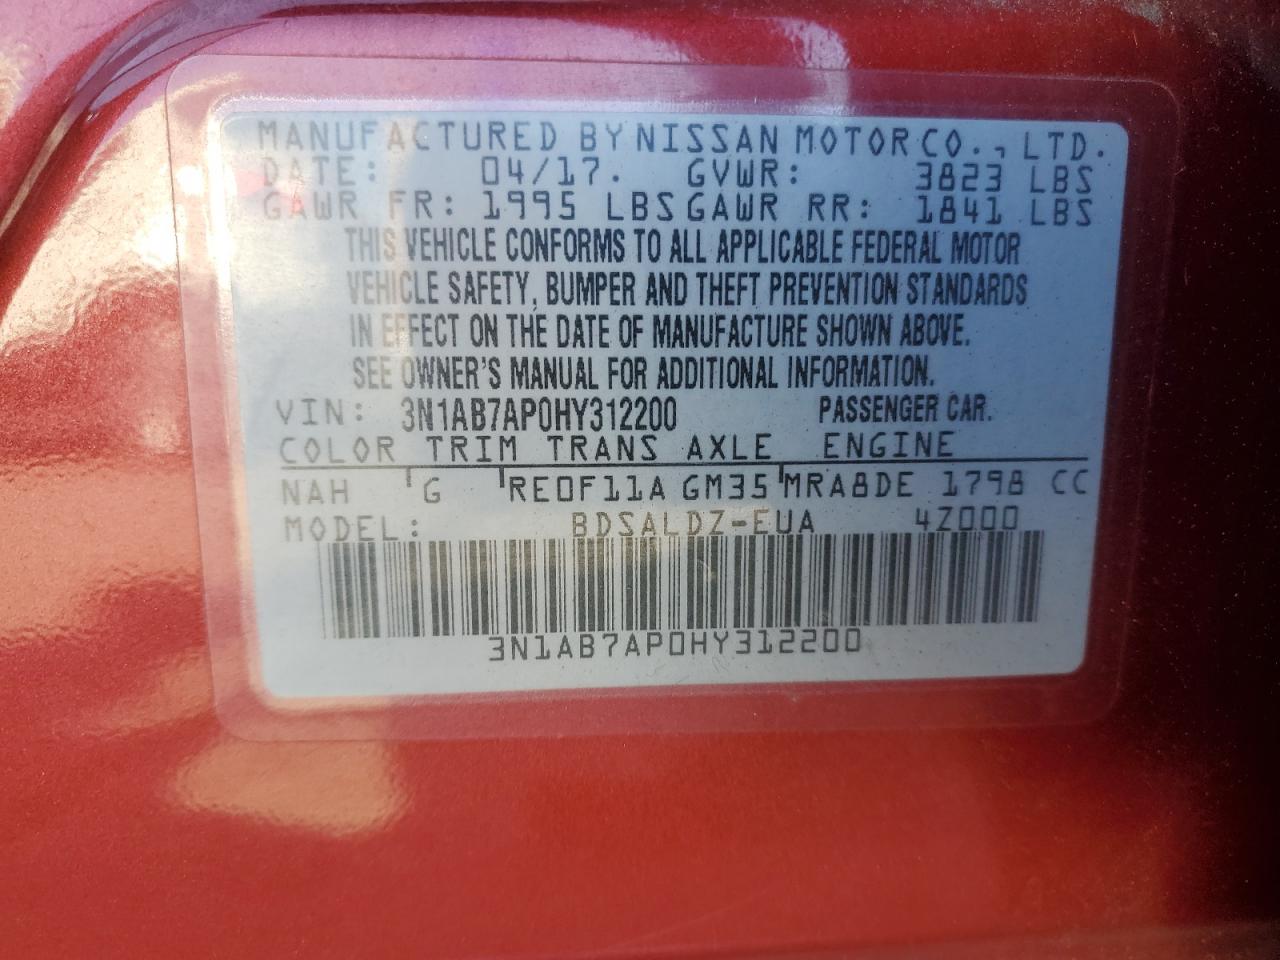 MANUFACTURED BY NISSAN MOTOR CO., LTD.
DATE: 04/17. GVWR: 3823 LBS
GAWR FR: 1995 LBS GAWR RR: 1841 LBS
THIS VEHICLE CONFORMS TO ALL APPLICABLE FEDERAL MOTOR
VEHICLE SAFETY, BUMPER AND THEFT PREVENTION STANDARDS
IN EFFECT ON THE DATE OF MANUFACTURE SHOWN ABOVE.
SEE OWNER'S MANUAL FOR ADDITIONAL INFORMATION.
VIN: 3N1AB7AP0HY312200 PASSENGER CAR.
COLOR TRIM TRANS AXLE ENGINE
NAH G RE0F11A GM35 MRA8DE 1798 CC
MODEL: BDSALDZ-EUA 4Z000
3N1AB7AP0HY312200